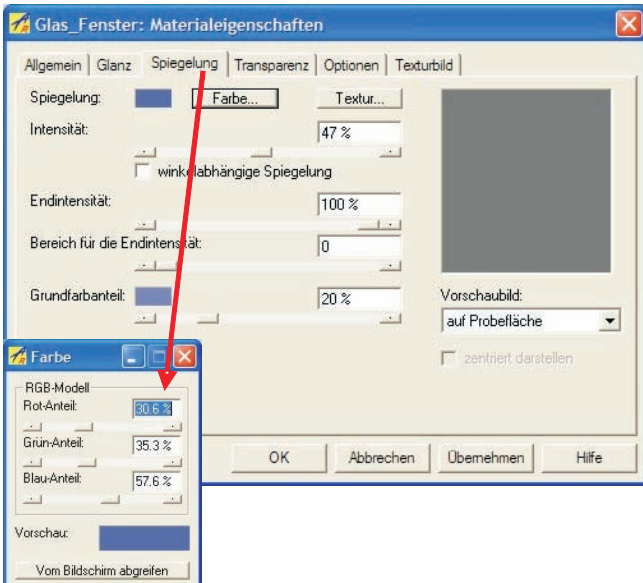 Glas_Fenster: Materialeigenschaften
Allgemein Glanz Spiegelung Transparenz Optionen Texturbild
Spiegelung: Farbe... Textur...
Intensität: 47 %
winkelabhängige Spiegelung
Endintensität: 100 %
Bereich für die Endintensität: 0
Grundfarbanteil: 20 %
Vorschaubild:
auf Probefläche
zentriert darstellen
OK Abbrechen Übernehmen Hilfe
Farbe
RGB-Modell
Rot-Anteil: 30.6 %
Grün-Anteil: 35.3 %
Blau-Anteil: 57.6 %
Vorschau:
Vom Bildschirm abgreifen